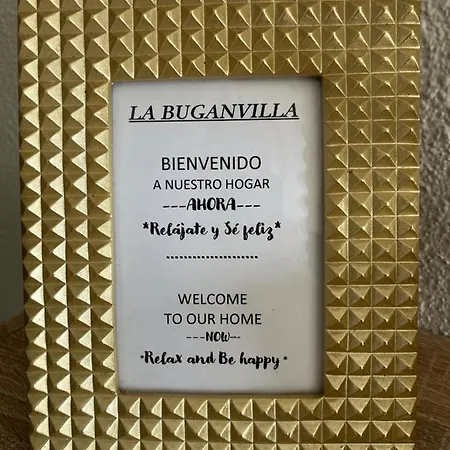 LA BUGANVILLA
BIENVENIDO
A NUESTRO HOGAR
---AHORA---
*Relájate y Sé feliz*
----------------------
WELCOME
TO OUR HOME
---NOW---
*Relax and Be happy*